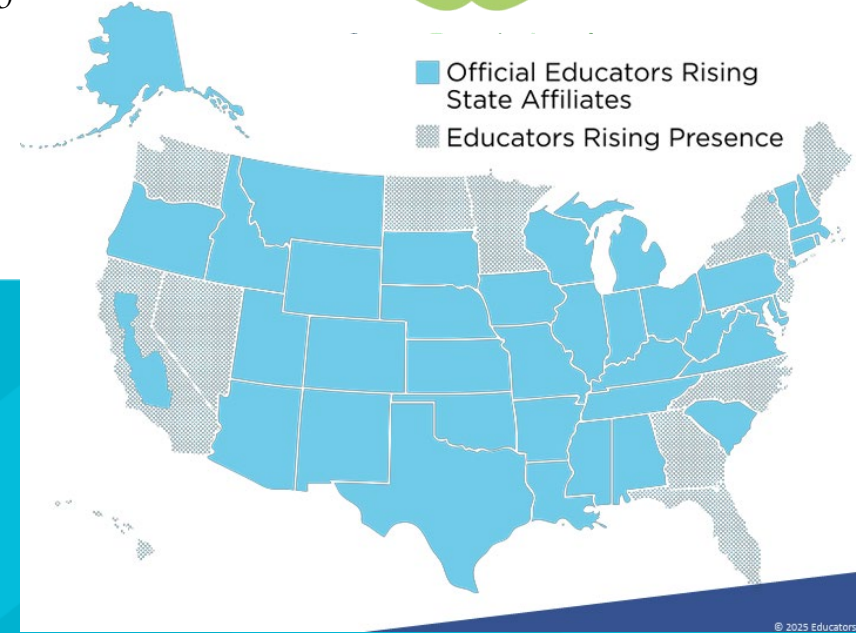 Official Educators Rising
State Affiliates
Educators Rising Presence
© 2025 Educators